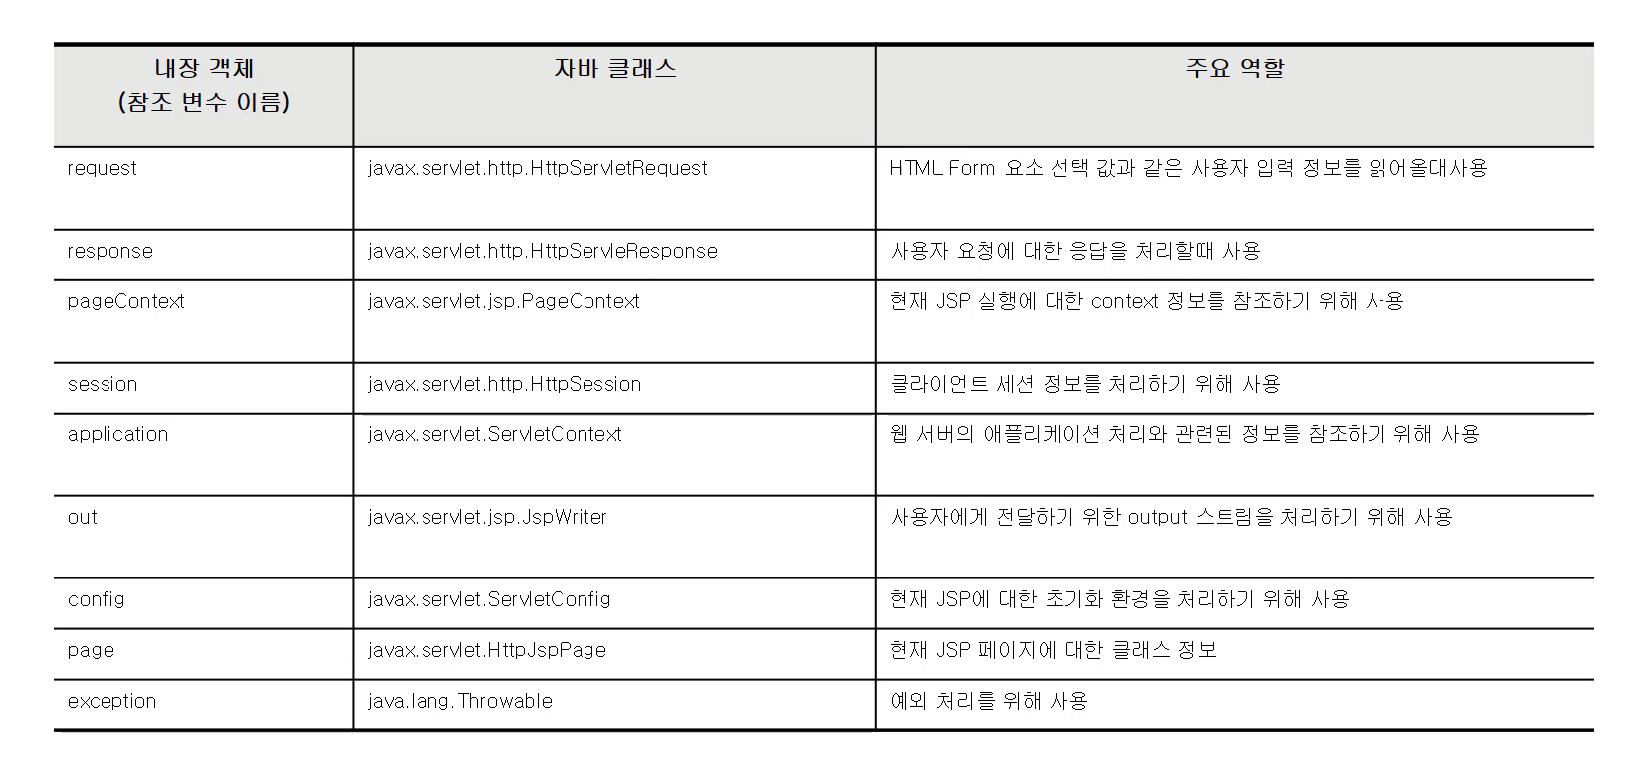 내장 객체 자바 클래스 주요 역할
(참조 변수 이름)
request javax.servlet.http.HttpServletRequest HTML Form 요소 선택 값과 같은 사용자 입력 정보를 읽어올대사용
response javax.servlet.http.HttpServleResponse 사용자 요청에 대한 응답을 처리할때 사용
pageContext javax.servlet.jsp.PageContext 현재 JSP 실행에 대한 context 정보를 참조하기 위해 사용
session javax.servlet.http.HttpSession 클라이언트 세션 정보를 처리하기 위해 사용
application javax.servlet.ServletContext 웹 서버의 애플리케이션 처리와 관련된 정보를 참조하기 위해 사용
out javax.servlet.jsp.JspWriter 사용자에게 전달하기 위한 output 스트림을 처리하기 위해 사용
config javax.servlet.ServletConfig 현재 JSP에 대한 초기화 환경을 처리하기 위해 사용
page javax.servlet.HttpJspPage 현재 JSP 페이지에 대한 클래스 정보
exception java.lang.Throwable 예외 처리를 위해 사용